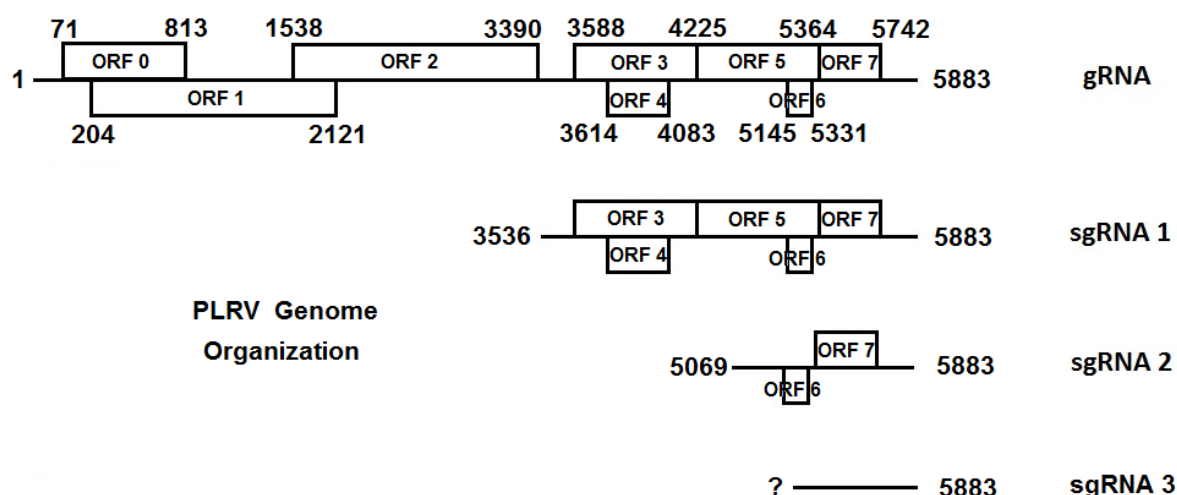 71 813 1538 3390 3588 4225 5364 5742
ORF 0 ORF 2 ORF 3 ORF 5 ORF 7
1 5883 gRNA
ORF 1 ORF 4 ORF 6
204 2121 3614 4083 5145 5331
ORF 3 ORF 5 ORF 7
3536 5883 sgRNA 1
ORF 4 ORF 6
PLRV Genome
Organization
ORF 7
5069 5883 sgRNA 2
ORF 6
? 5883 sgRNA 3